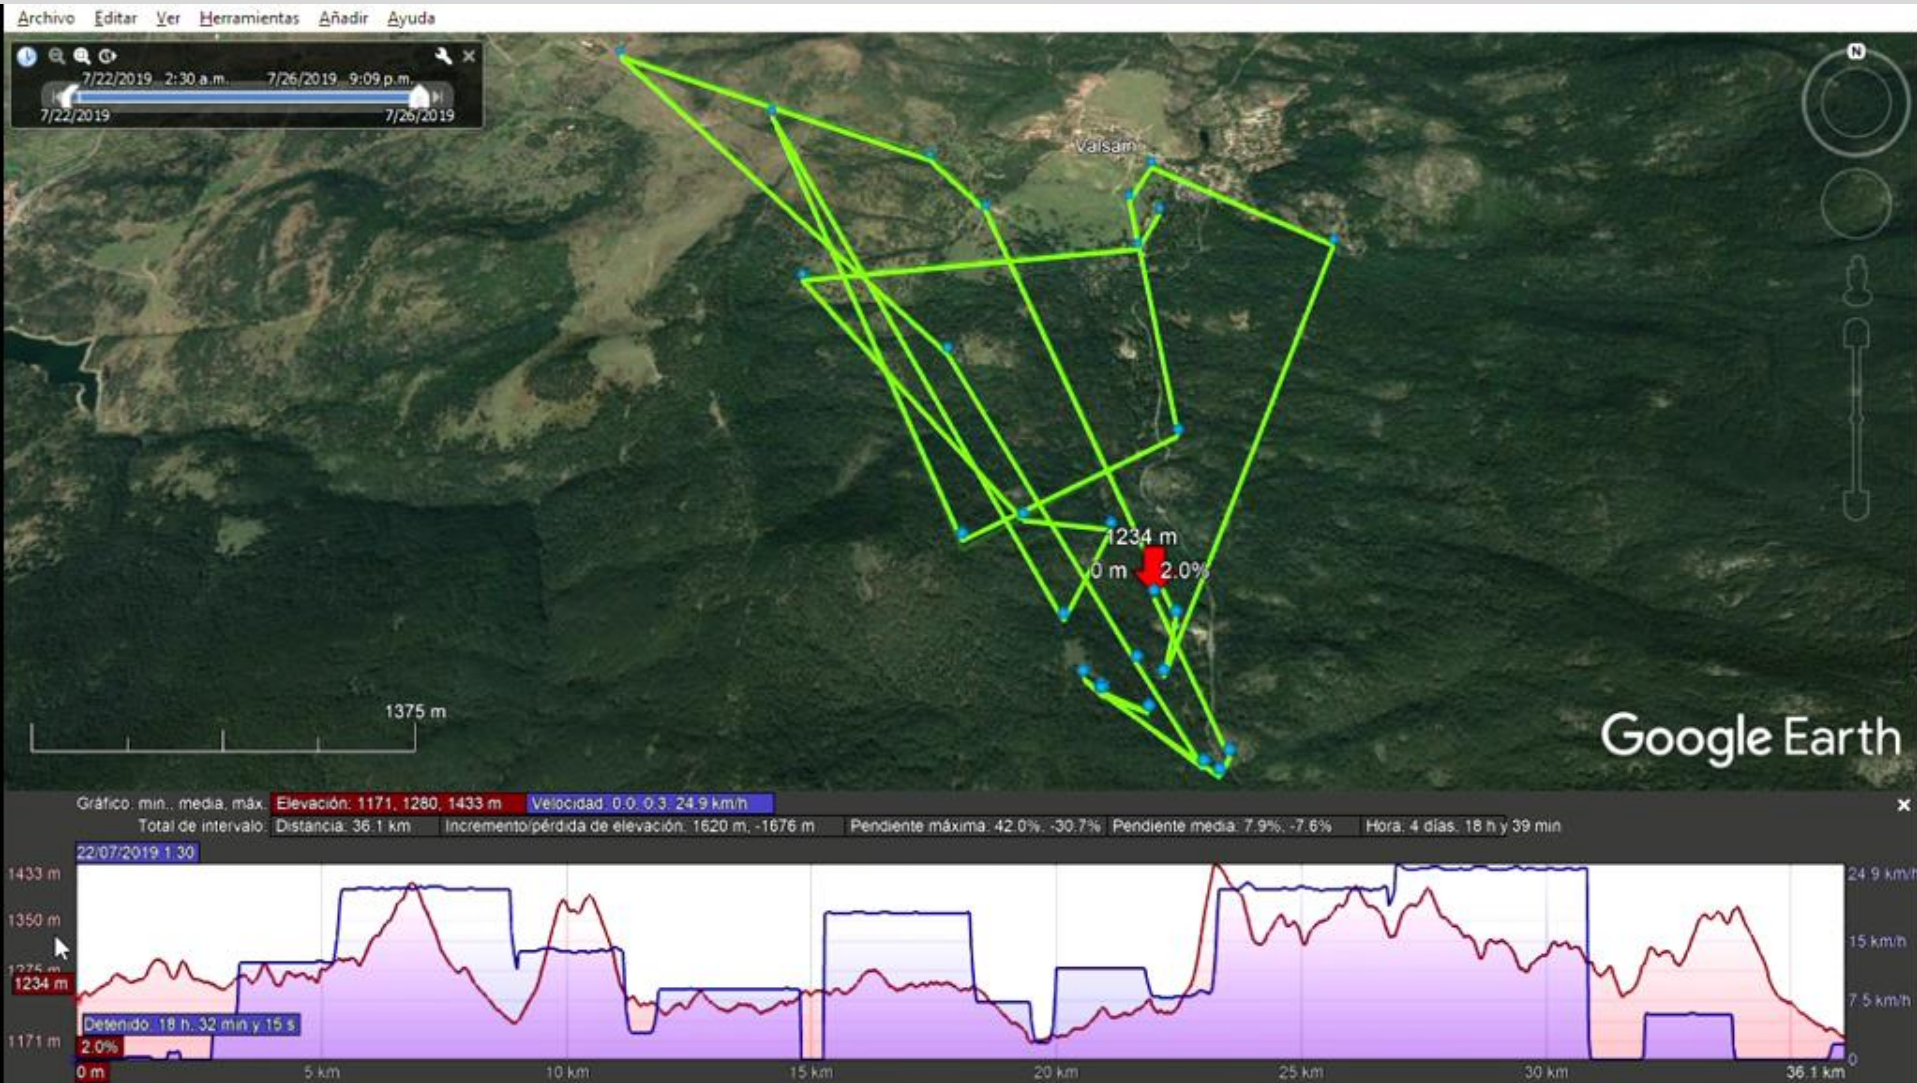 Archivo Editar Ver Herramientas Añadir Ayuda
7/22/2019 2:30 a.m. 7/26/2019 9:09 p.m.
7/22/2019 7/26/2019
N
Valsaín
1234 m
0 m 2.0%
1375 m
Google Earth
Gráfico: mín., media, máx. Elevación: 1171, 1280, 1433 m Velocidad: 0.0, 0.3, 24.9 km/h
Total de intervalo: Distancia: 36.1 km Incremento/pérdida de elevación: 1620 m, -1676 m Pendiente máxima: 42.0%, -30.7% Pendiente media: 7.9%, -7.6% Hora: 4 días, 18 h y 39 min
22/07/2019 1:30
1433 m 24.9 km/h
1350 m
15 km/h
1275 m
1234 m
7.5 km/h
Detenido: 18 h, 32 min y 15 s
1171 m
2.0%
0
0 m 5 km 10 km 15 km 20 km 25 km 30 km 36.1 km